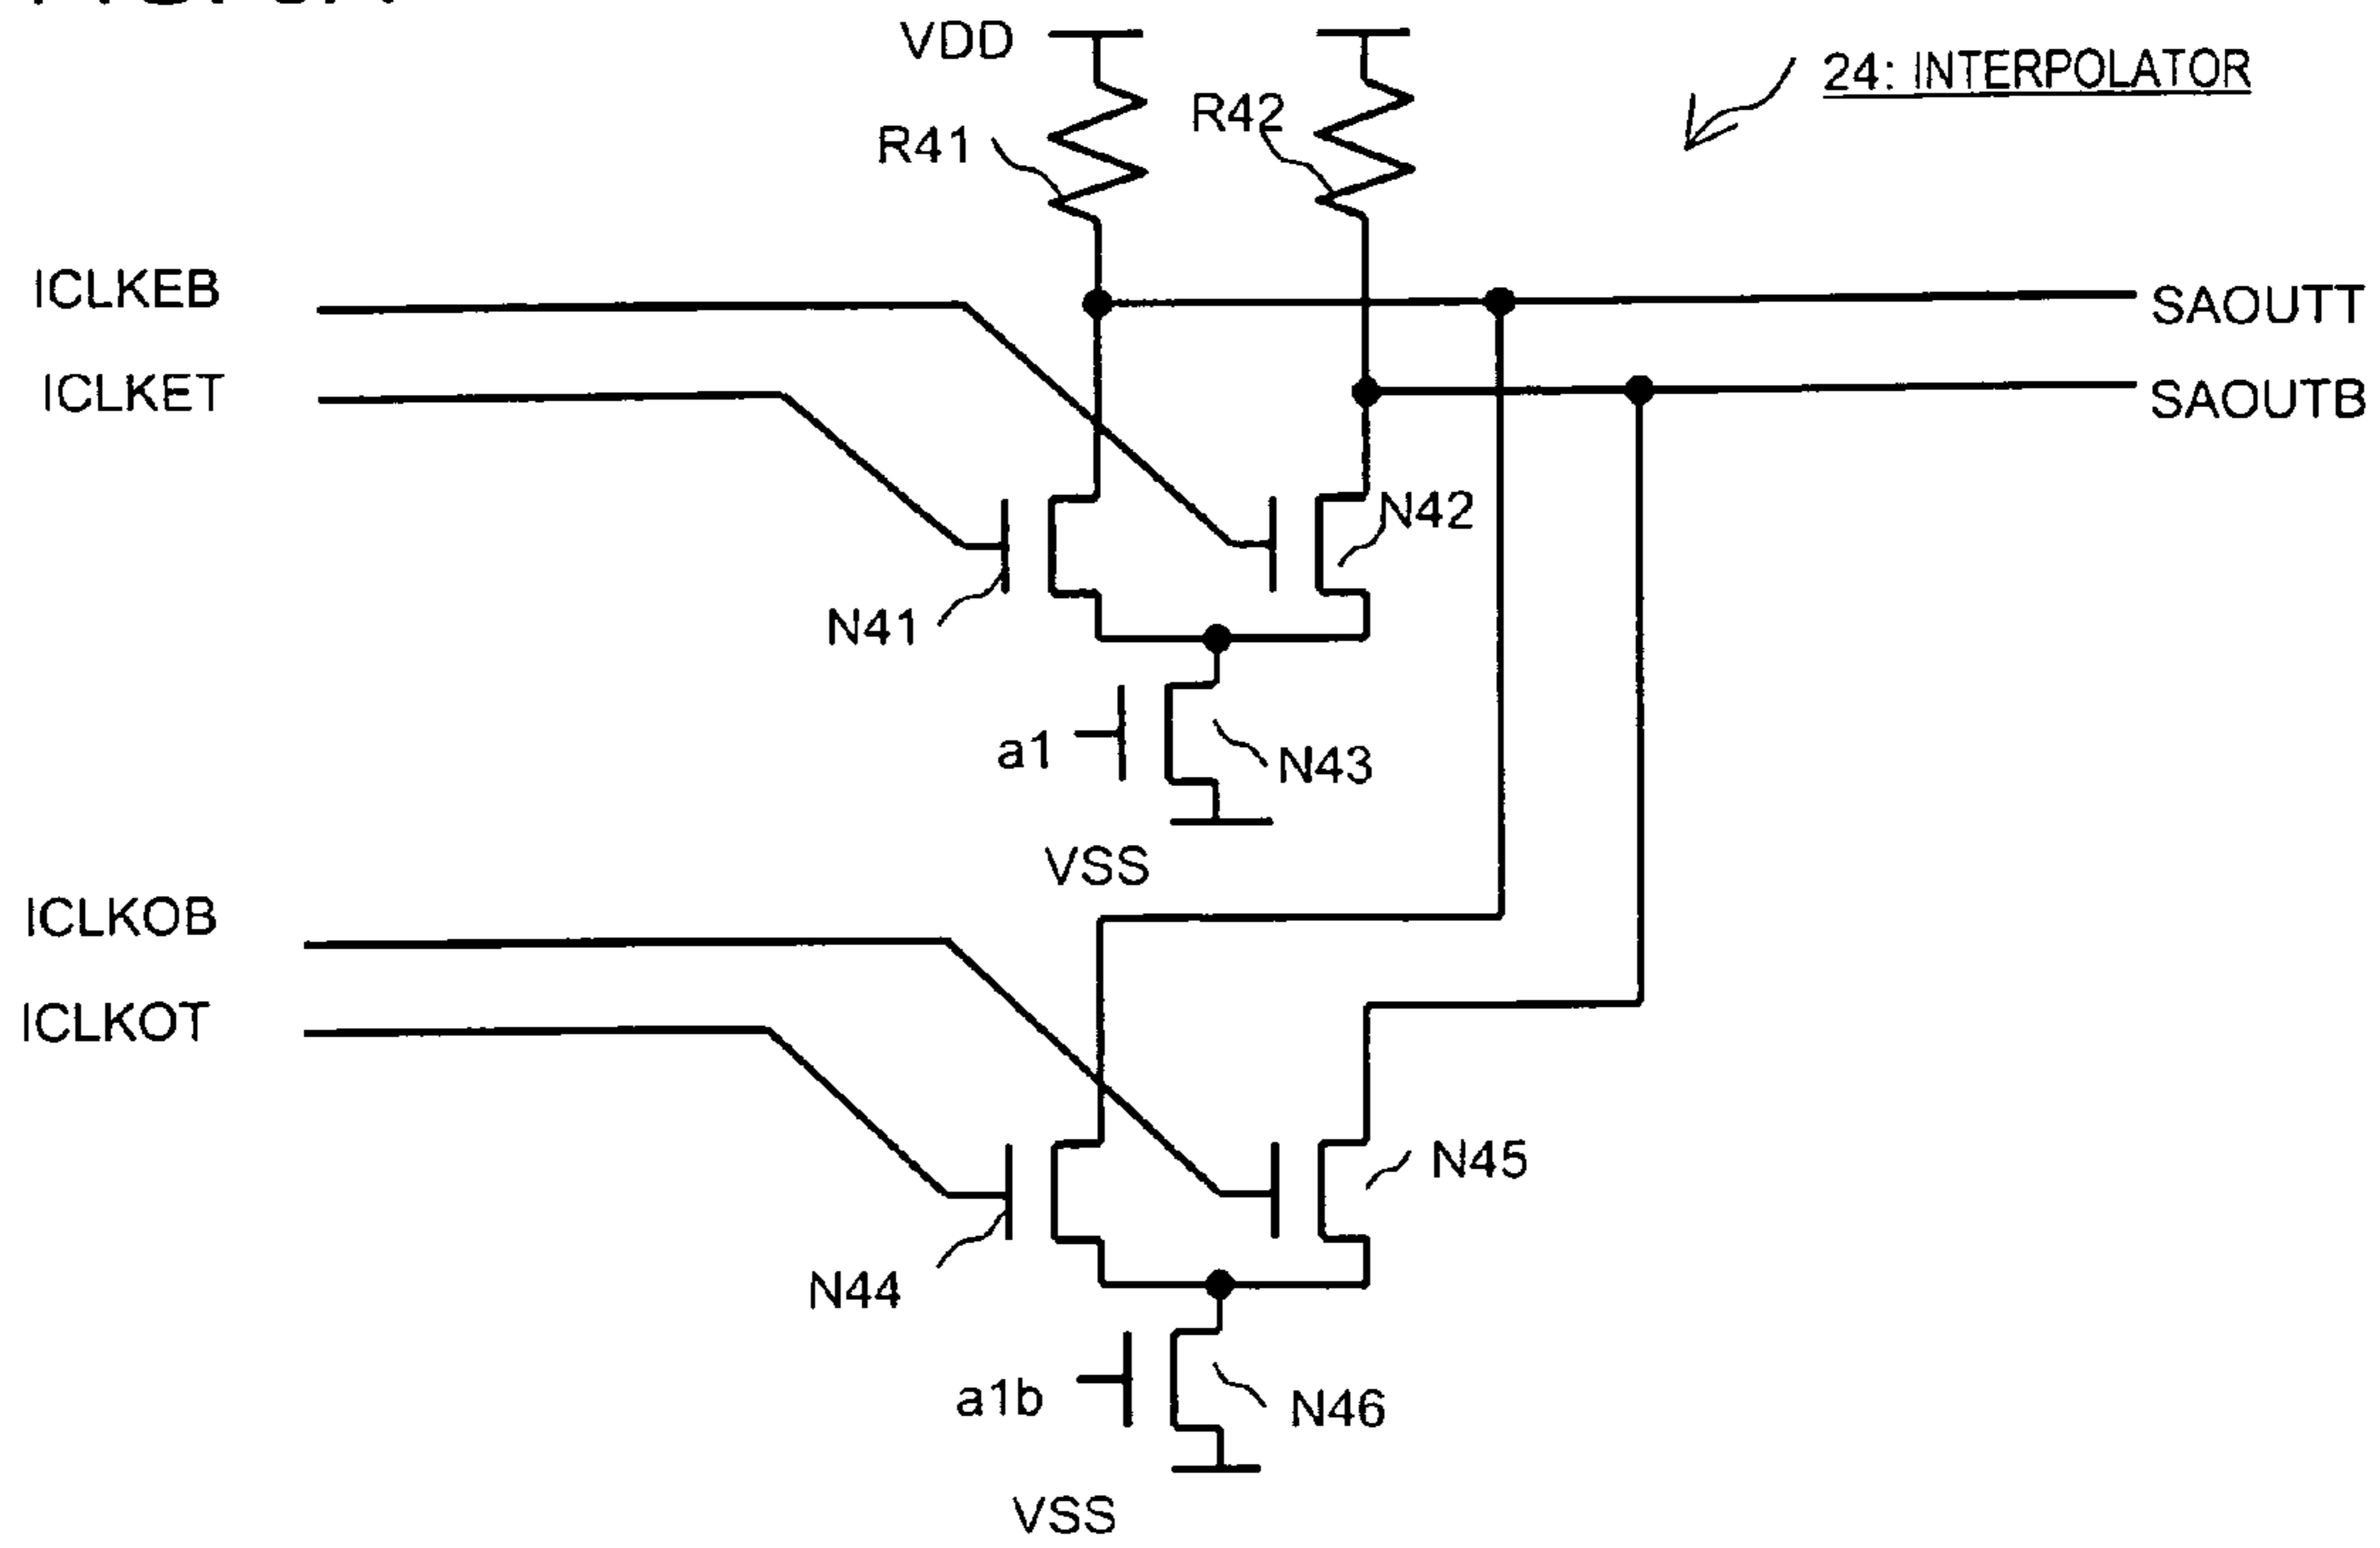 VDD
24: INTERPOLATOR
R41
R42
ICLKEB
SAOUTT
ICLKET
SAOUTB
N42
N41
a1
N43
VSS
ICLKOB
ICLKOT
N45
N44
a1b
N46
VSS